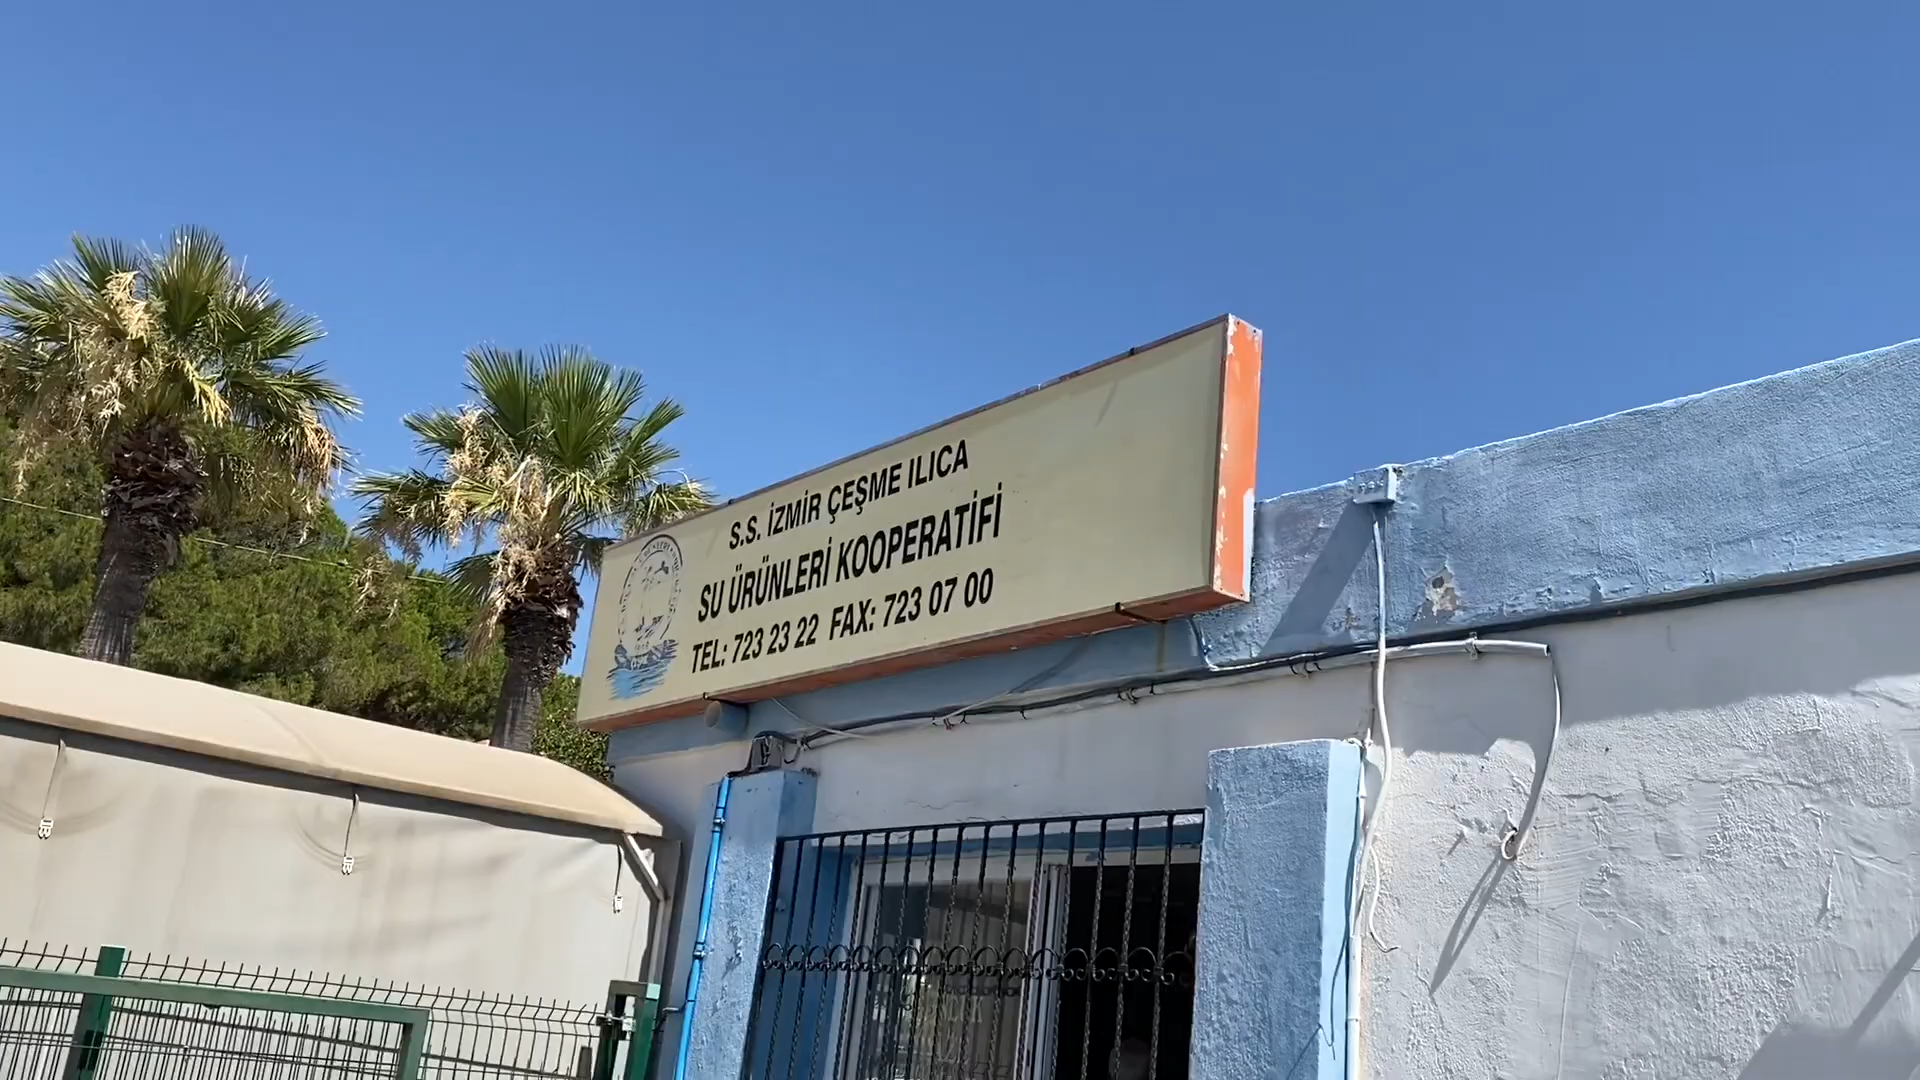 S.S. İZMİR ÇEŞME ILICA
SU ÜRÜNLERİ KOOPERATİFİ
TEL: 723 23 22 FAX: 723 07 00